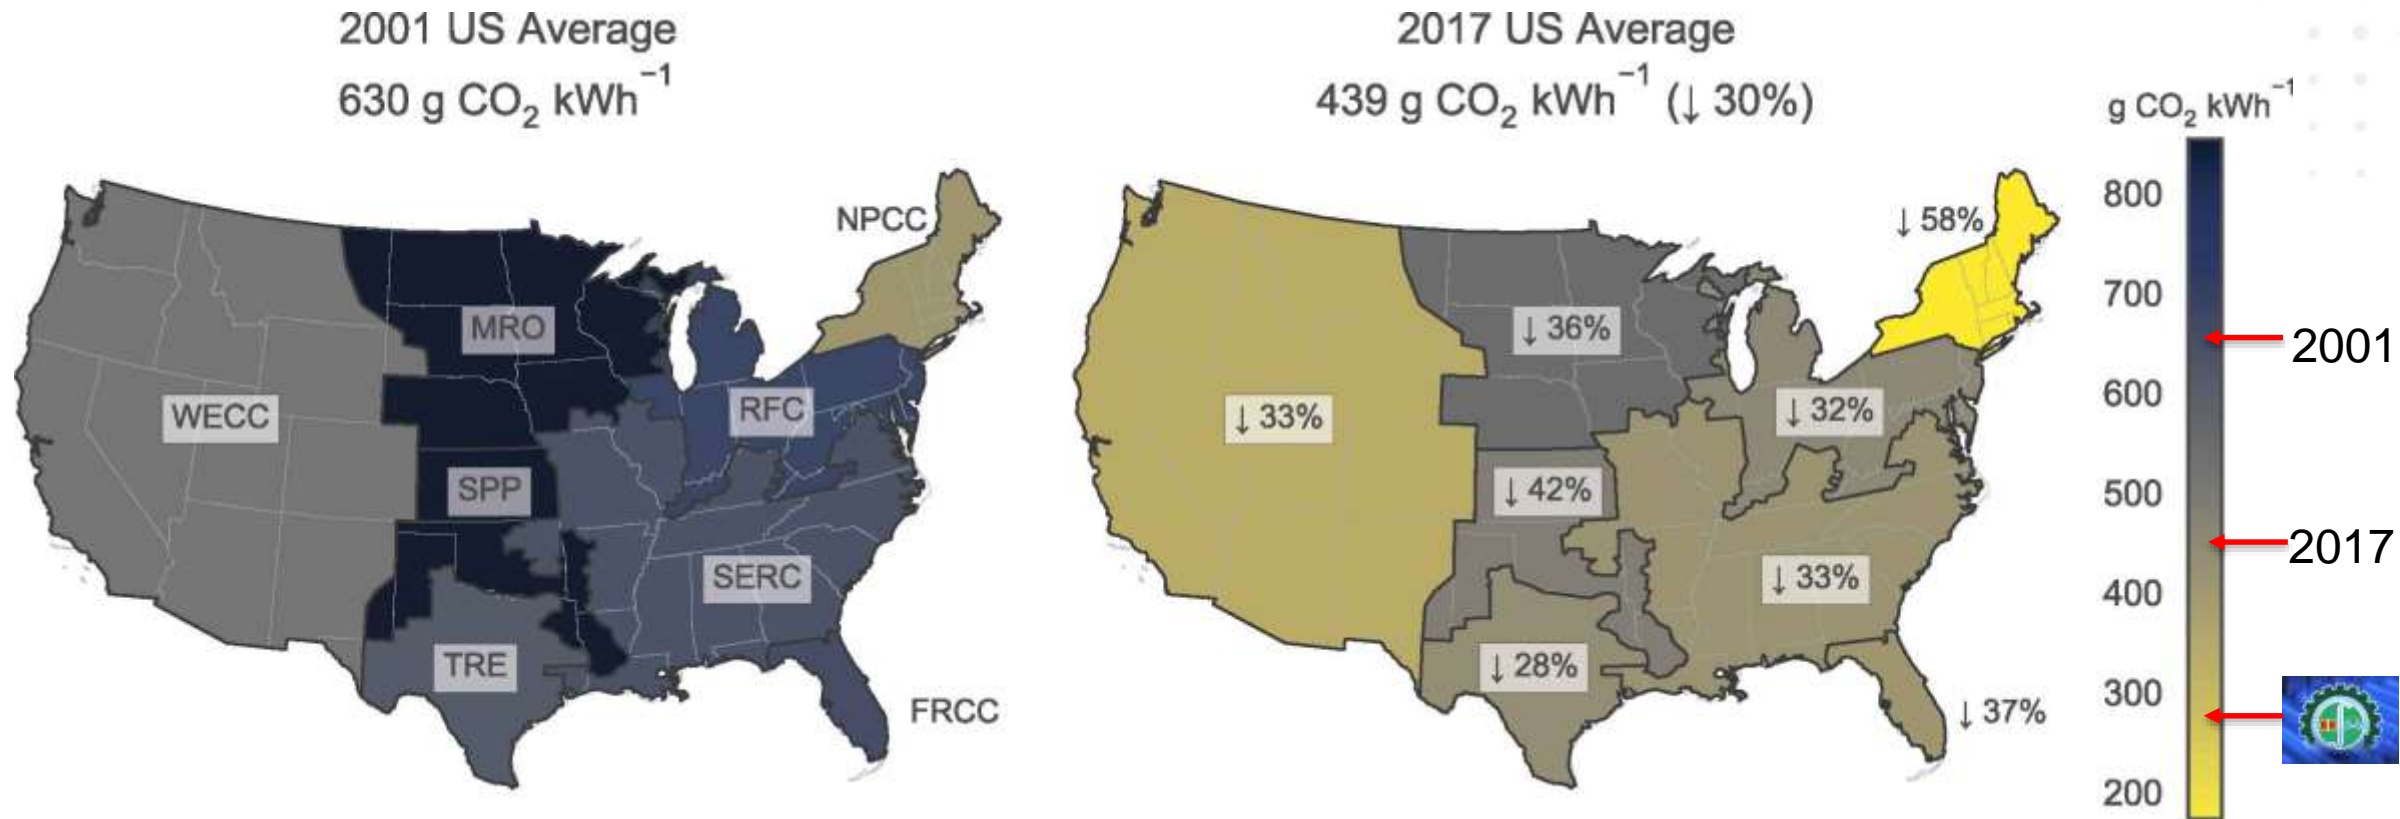 2001 US Average
630 g CO₂ kWh⁻¹
NPCC
MRO
WECC
RFC
SPP
SERC
TRE
FRCC
2017 US Average
439 g CO₂ kWh⁻¹ (↓ 30%)
↓ 58%
↓ 36%
↓ 33%
↓ 32%
↓ 42%
↓ 33%
↓ 28%
↓ 37%
g CO₂ kWh⁻¹
800
700
2001
600
500
2017
400
300
200